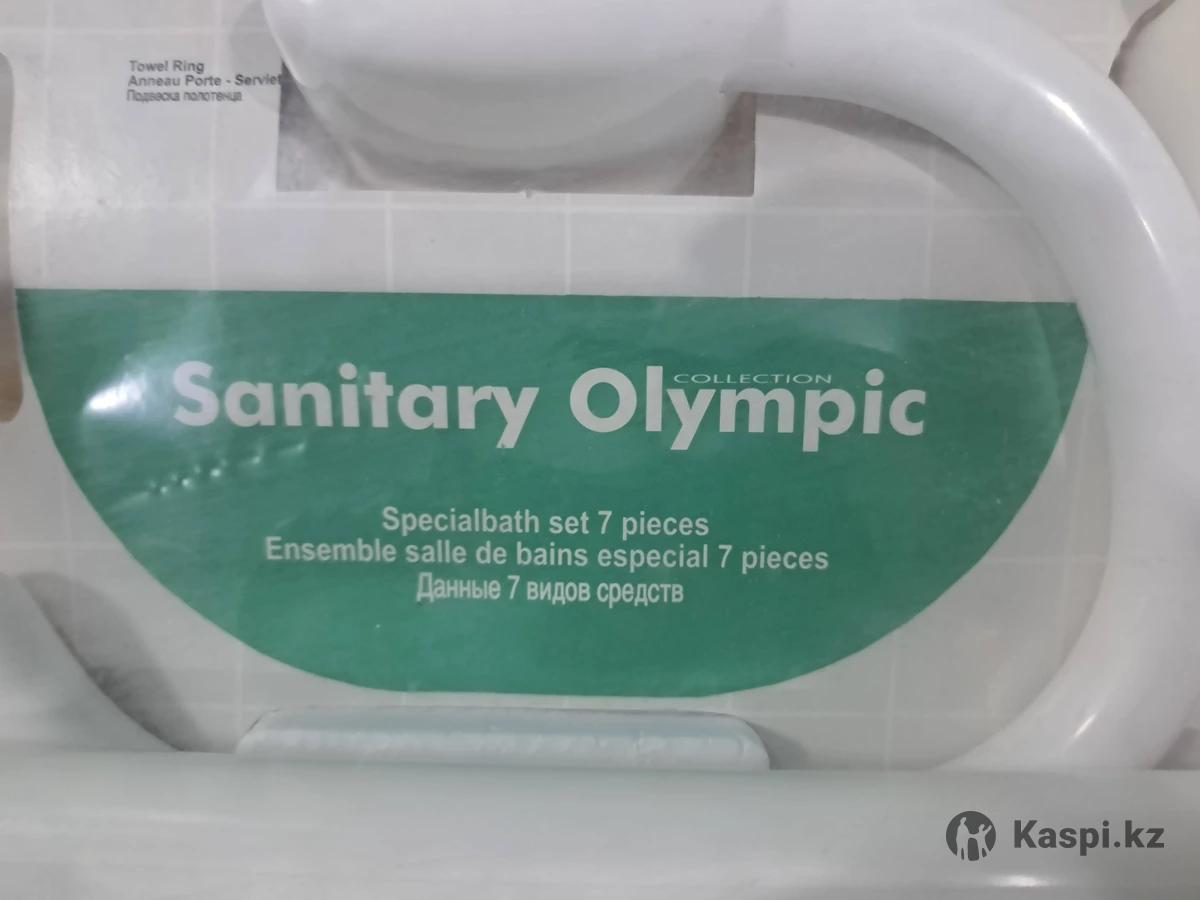 Towel Ring
Anneau Porte - Serviet
Подвеска полотенца
COLLECTION
Sanitary Olympic
Specialbath set 7 pieces
Ensemble salle de bains especial 7 pieces
Данные 7 видов средств
Kaspi.kz